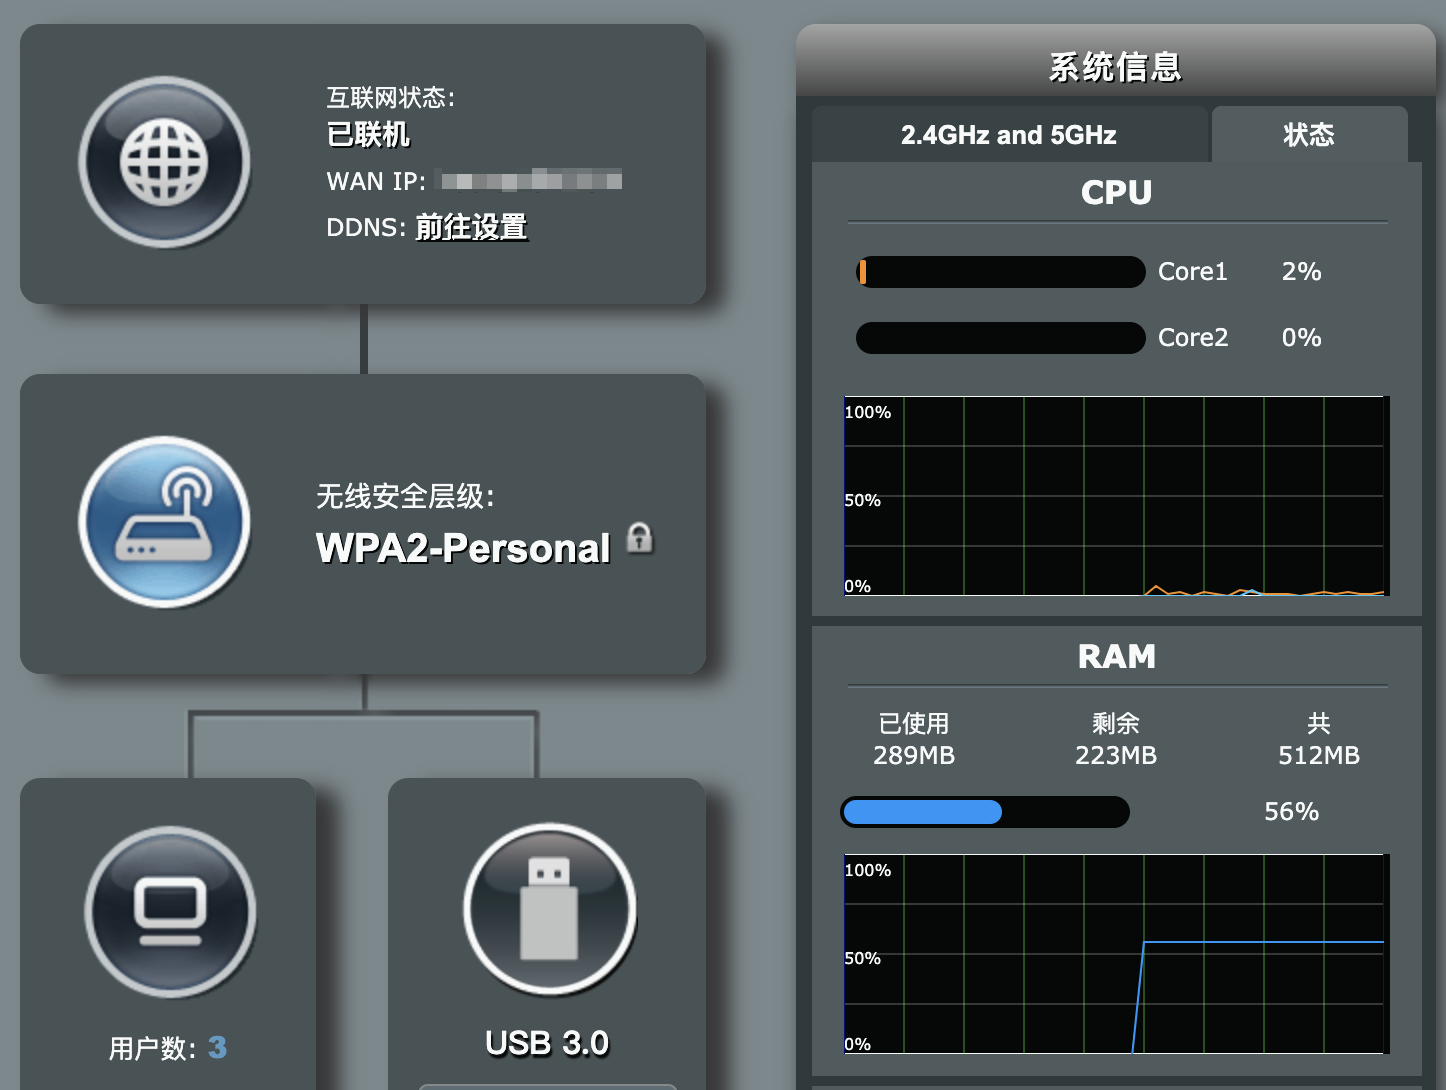 互联网状态:
已联机
WAN IP:
DDNS: 前往设置
无线安全层级:
WPA2-Personal
用户数: 3
USB 3.0
系统信息
2.4GHz and 5GHz
状态
CPU
Core1 2%
Core2 0%
100%
50%
0%
RAM
已使用 剩余 共
289MB 223MB 512MB
56%
100%
50%
0%